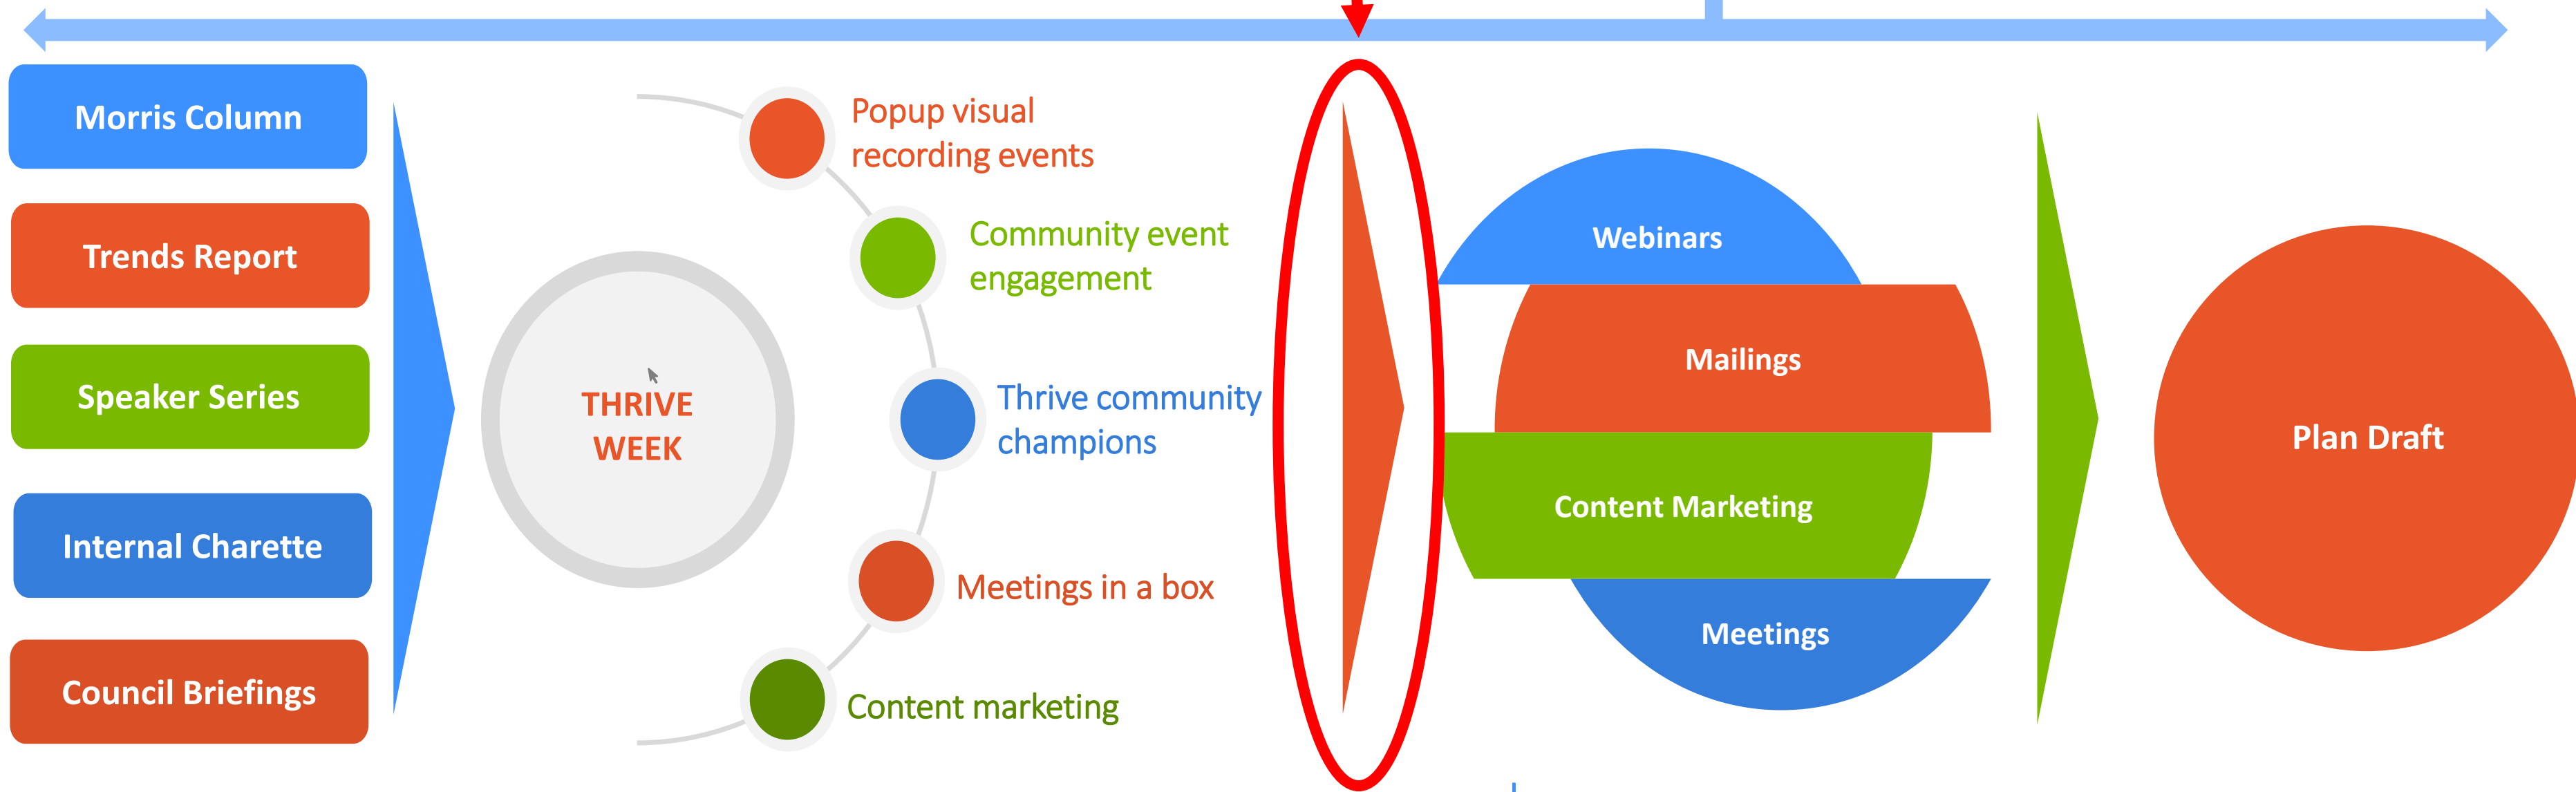 Morris Column
Trends Report
Speaker Series
Internal Charette
Council Briefings
THRIVE
WEEK
Popup visual
recording events
Community event
engagement
Thrive community
champions
Meetings in a box
Content marketing
Webinars
Mailings
Content Marketing
Meetings
Plan Draft